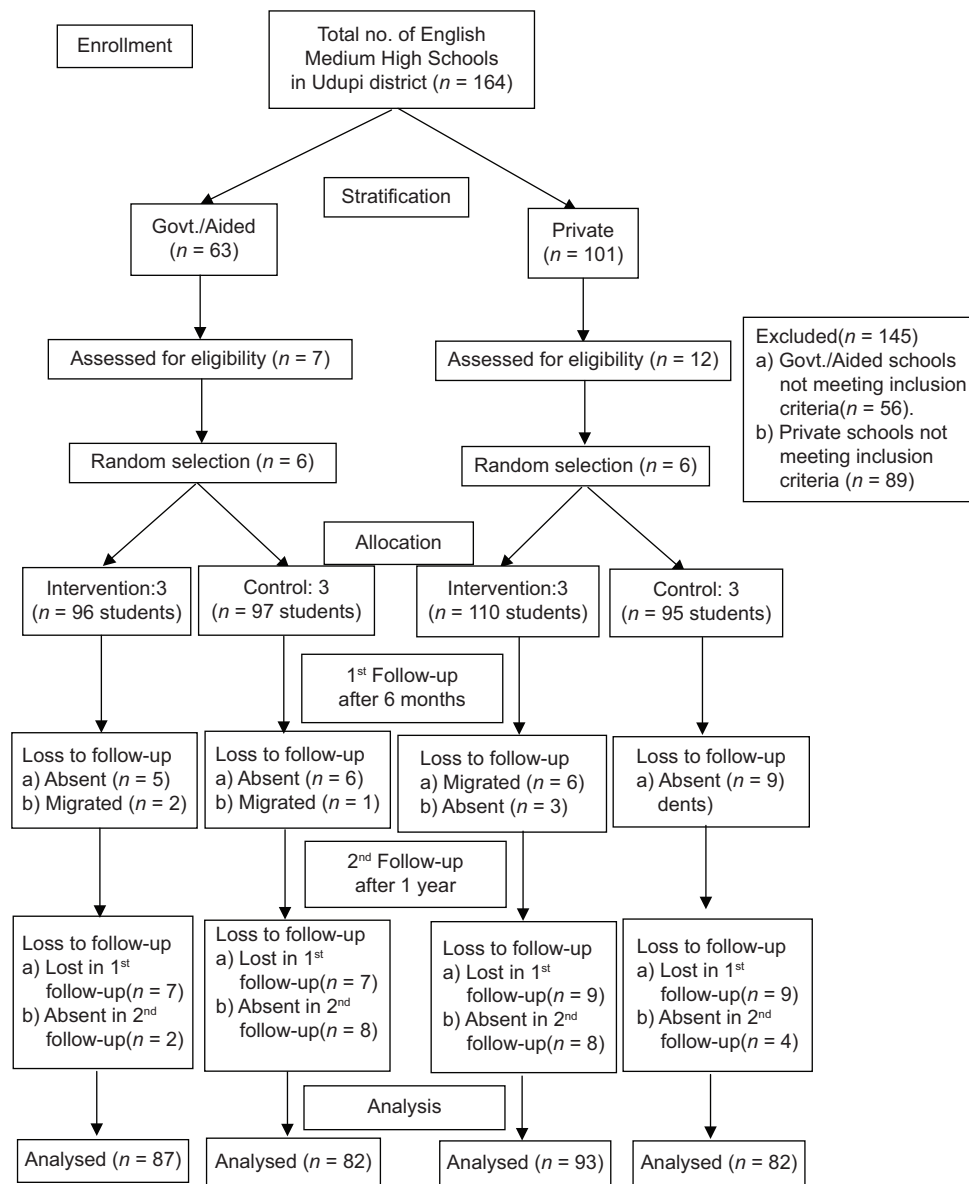 Enrollment
Total no. of English
Medium High Schools
in Udupi district (n = 164)
Stratification
Govt./Aided
(n = 63)
Private
(n = 101)
Assessed for eligibility (n = 7)
Assessed for eligibility (n = 12)
Excluded(n = 145)
a) Govt./Aided schools
not meeting inclusion
criteria(n = 56).
b) Private schools not
meeting inclusion
criteria (n = 89)
Random selection (n = 6)
Random selection (n = 6)
Allocation
Intervention:3
(n = 96 students)
Control: 3
(n = 97 students)
Intervention:3
(n = 110 students)
Control: 3
(n = 95 students)
1st Follow-up
after 6 months
Loss to follow-up
a) Absent (n = 5)
b) Migrated (n = 2)
Loss to follow-up
a) Absent (n = 6)
b) Migrated (n = 1)
Loss to follow-up
a) Migrated (n = 6)
b) Absent (n = 3)
Loss to follow-up
a) Absent (n = 9)
dents)
2nd Follow-up
after 1 year
Loss to follow-up
a) Lost in 1st
follow-up(n = 7)
b) Absent in 2nd
follow-up(n = 2)
Loss to follow-up
a) Lost in 1st
follow-up(n = 7)
b) Absent in 2nd
follow-up(n = 8)
Loss to follow-up
a) Lost in 1st
follow-up(n = 9)
b) Absent in 2nd
follow-up(n = 8)
Loss to follow-up
a) Lost in 1st
follow-up(n = 9)
b) Absent in 2nd
follow-up(n = 4)
Analysis
Analysed (n = 87)
Analysed (n = 82)
Analysed (n = 93)
Analysed (n = 82)